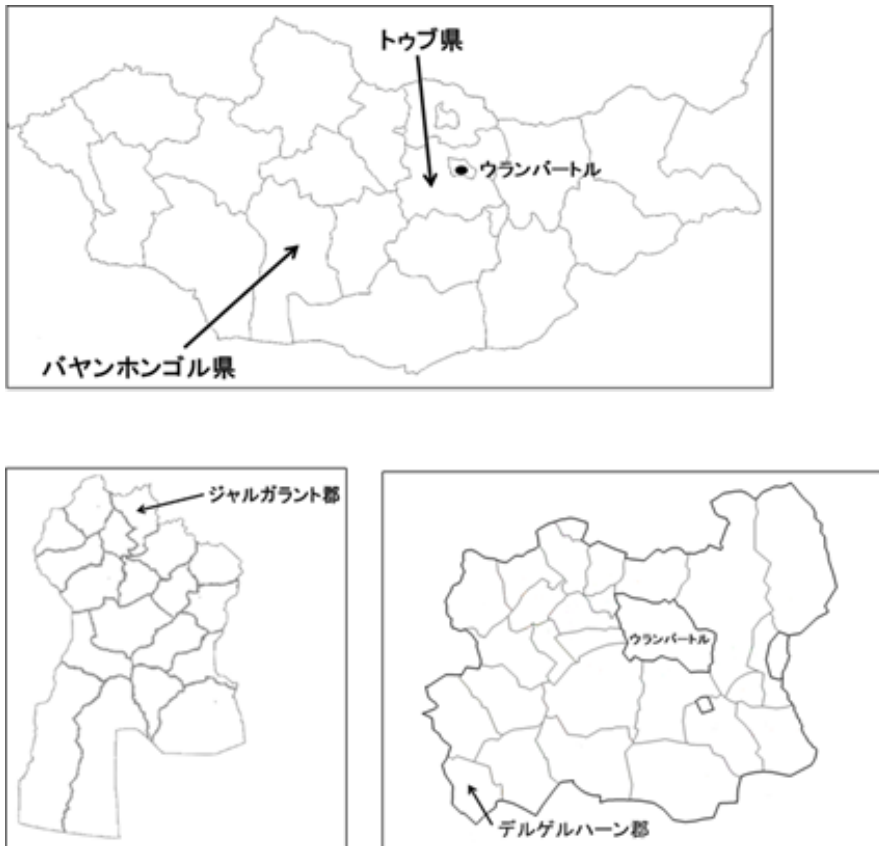 トゥブ県
ウランバートル
バヤンホンゴル県
ジャルガラント郡
ウランバートル
デルゲルハーン郡